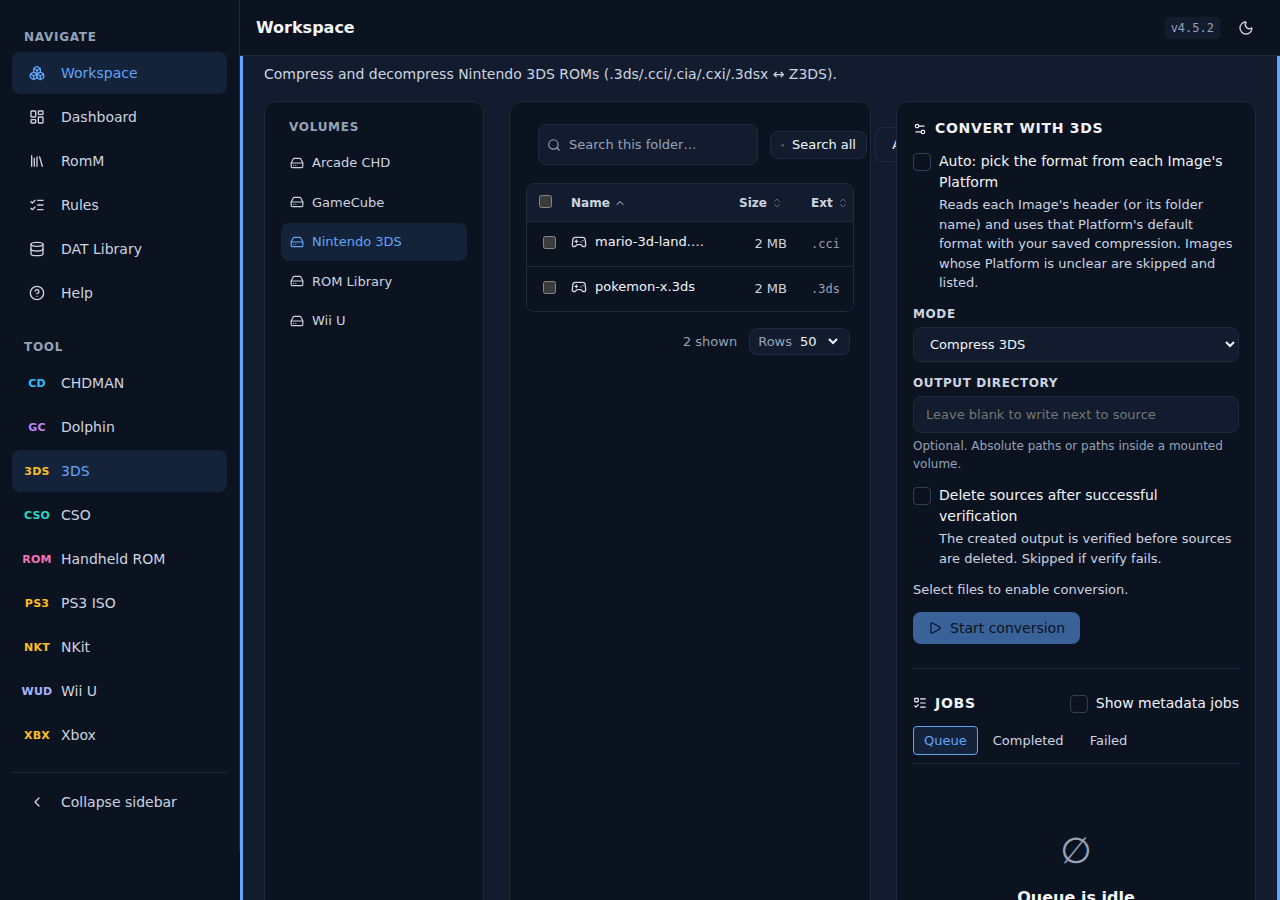 NAVIGATE
Workspace
Dashboard
RomM
Rules
DAT Library
Help
TOOL
CD CHDMAN
GC Dolphin
3DS 3DS
CSO CSO
ROM Handheld ROM
PS3 PS3 ISO
NKT NKit
WUD Wii U
XBX Xbox
Collapse sidebar
Workspace
v4.5.2
Compress and decompress Nintendo 3DS ROMs (.3ds/.cci/.cia/.cxi/.3dsx ↔ Z3DS).
VOLUMES
Arcade CHD
GameCube
Nintendo 3DS
ROM Library
Wii U
Search this folder…
Search all
Name Size Ext
mario-3d-land.… 2 MB .cci
pokemon-x.3ds 2 MB .3ds
2 shown Rows 50
CONVERT WITH 3DS
Auto: pick the format from each Image's
Platform
Reads each Image's header (or its folder
name) and uses that Platform's default
format with your saved compression. Images
whose Platform is unclear are skipped and
listed.
MODE
Compress 3DS
OUTPUT DIRECTORY
Leave blank to write next to source
Optional. Absolute paths or paths inside a mounted
volume.
Delete sources after successful
verification
The created output is verified before sources
are deleted. Skipped if verify fails.
Select files to enable conversion.
Start conversion
JOBS
Show metadata jobs
Queue Completed Failed
Queue is idle